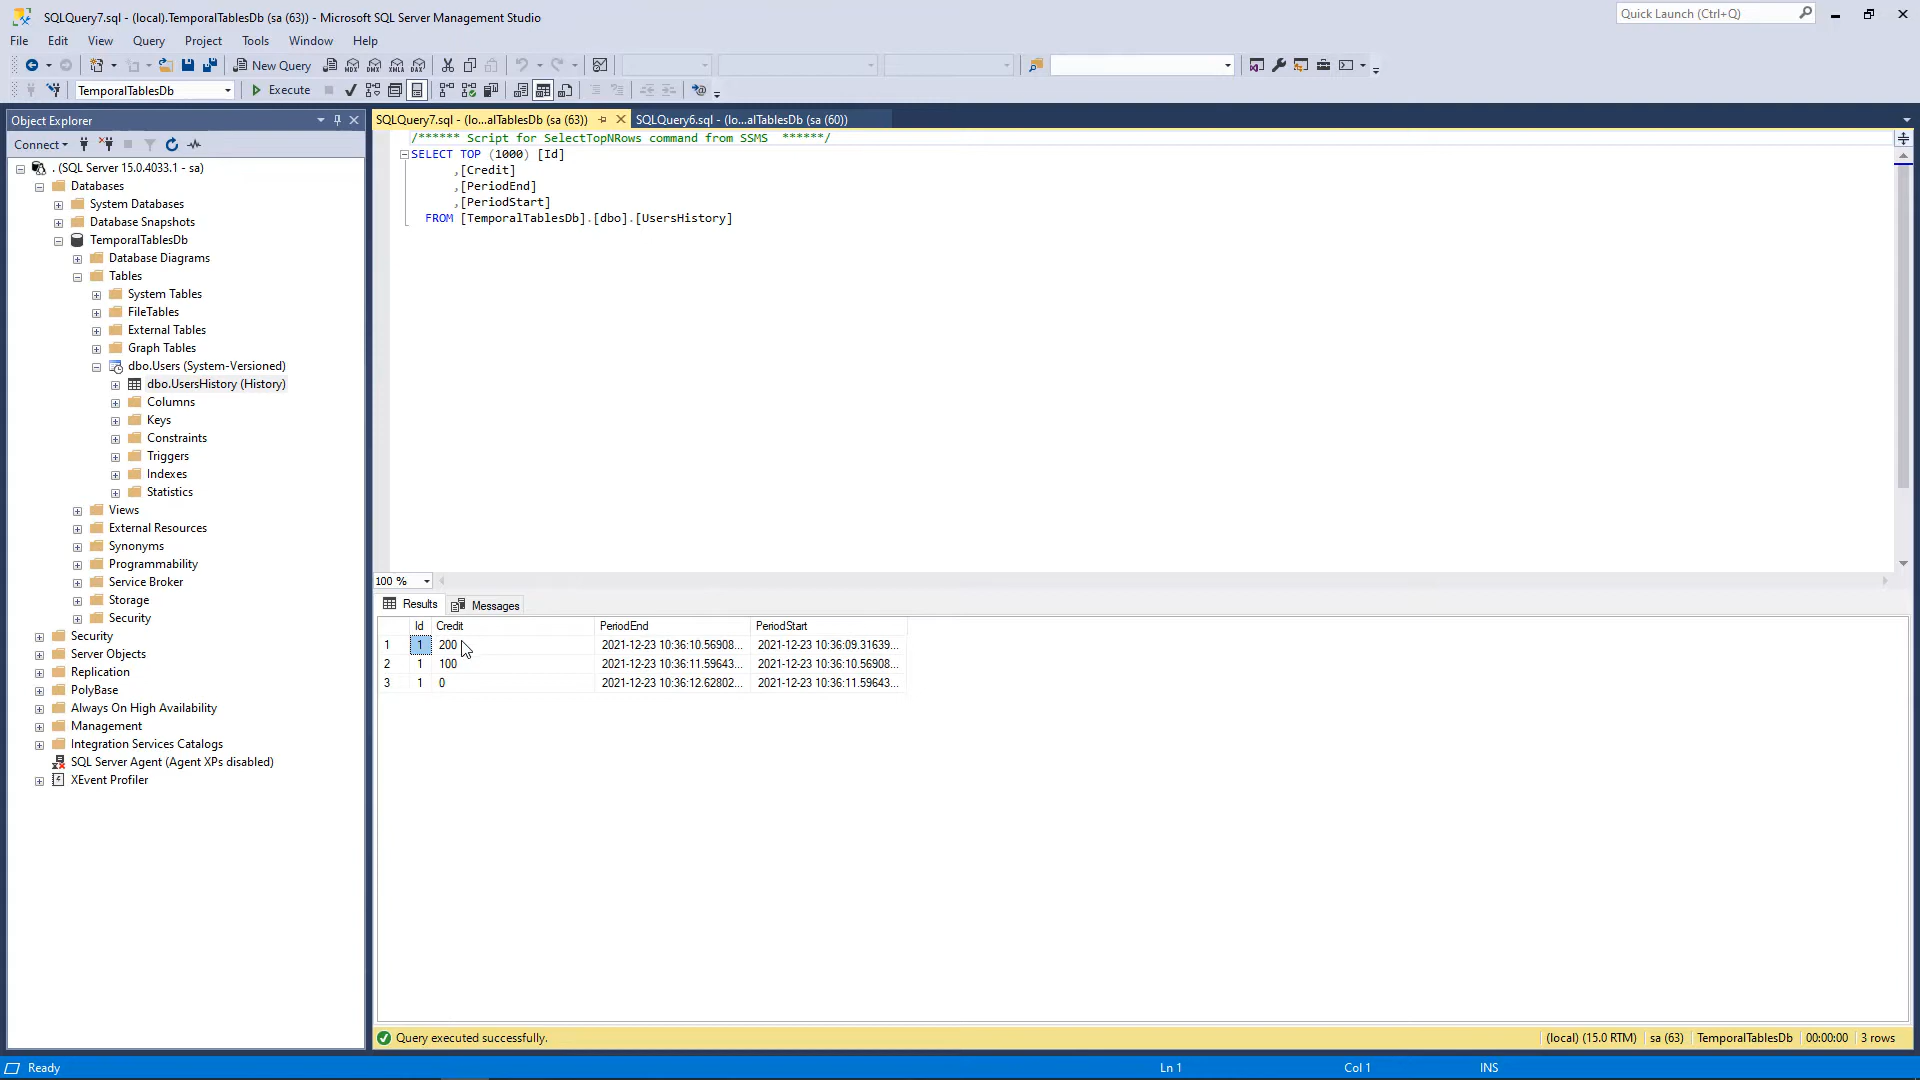 SQLQuery7.sql - (local).TemporalTablesDb (sa (63)) - Microsoft SQL Server Management Studio
Quick Launch (Ctrl+Q)
File Edit View Query Project Tools Window Help
New Query
MDX DMX XMLA DAX
TemporalTablesDb
Execute
Object Explorer
Connect
. (SQL Server 15.0.4033.1 - sa)
Databases
System Databases
Database Snapshots
TemporalTablesDb
Database Diagrams
Tables
System Tables
FileTables
External Tables
Graph Tables
dbo.Users (System-Versioned)
dbo.UsersHistory (History)
Columns
Keys
Constraints
Triggers
Indexes
Statistics
Views
External Resources
Synonyms
Programmability
Service Broker
Storage
Security
Security
Server Objects
Replication
PolyBase
Always On High Availability
Management
Integration Services Catalogs
SQL Server Agent (Agent XPs disabled)
XEvent Profiler
SQLQuery7.sql - (lo...alTablesDb (sa (63))
SQLQuery6.sql - (lo...alTablesDb (sa (60))
/****** Script for SelectTopNRows command from SSMS ******/
SELECT TOP (1000) [Id]
,[Credit]
,[PeriodEnd]
,[PeriodStart]
FROM [TemporalTablesDb].[dbo].[UsersHistory]
100 %
Results Messages
Id Credit PeriodEnd PeriodStart
1 1 200 2021-12-23 10:36:10.56908... 2021-12-23 10:36:09.31639...
2 1 100 2021-12-23 10:36:11.59643... 2021-12-23 10:36:10.56908...
3 1 0 2021-12-23 10:36:12.62802... 2021-12-23 10:36:11.59643...
Query executed successfully.
(local) (15.0 RTM) sa (63) TemporalTablesDb 00:00:00 3 rows
Ready
Ln 1 Col 1 INS